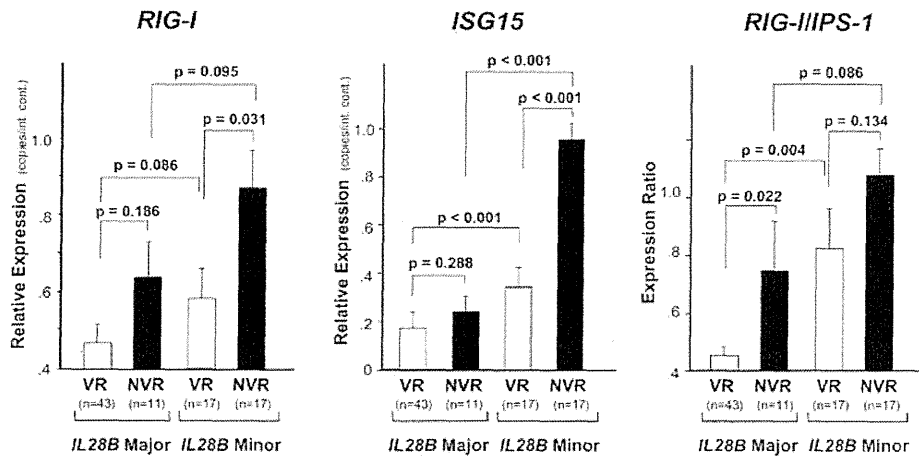 RIG-I
Relative Expression (copies/int. cont.)
p = 0.095
p = 0.031
p = 0.086
p = 0.186
1.0
.8
.6
.4
VR NVR VR NVR
(n=43) (n=11) (n=17) (n=17)
IL28B Major IL28B Minor
ISG15
Relative Expression (copies/int. cont.)
p < 0.001
p < 0.001
p < 0.001
p = 0.288
1.0
.8
.6
.4
0.2
0
VR NVR VR NVR
(n=43) (n=11) (n=17) (n=17)
IL28B Major IL28B Minor
RIG-I/IPS-1
Expression Ratio
p = 0.086
p = 0.134
p = 0.004
p = 0.022
1.0
.8
.6
.4
VR NVR VR NVR
(n=43) (n=11) (n=17) (n=17)
IL28B Major IL28B Minor